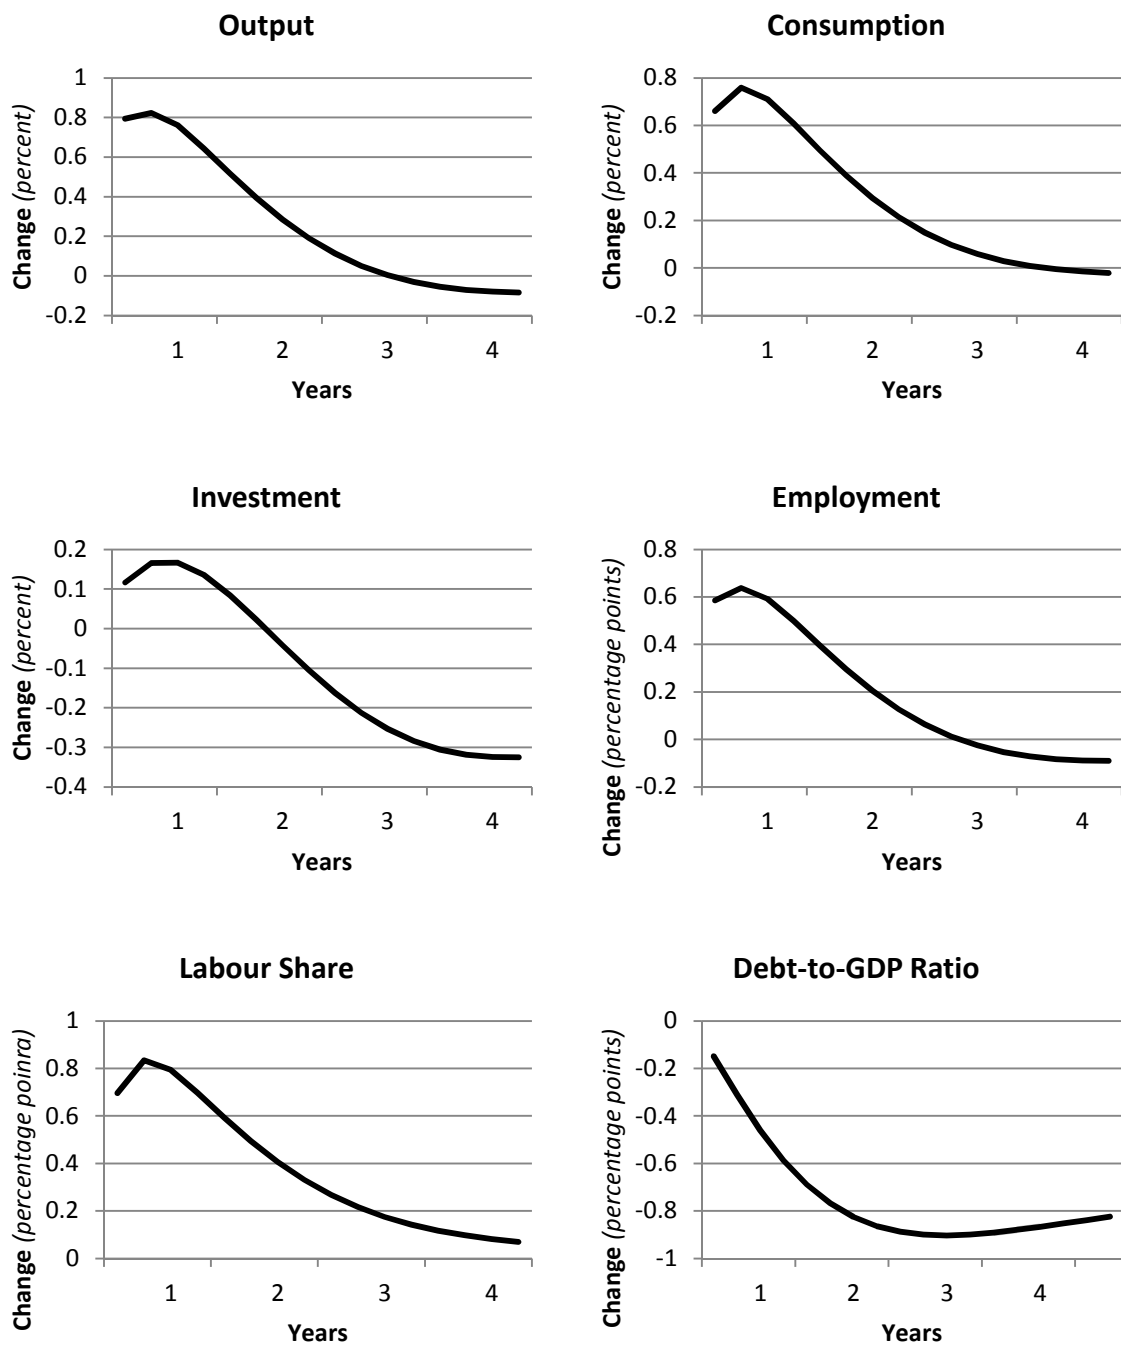 Output
Change (percent)
1
0.8
0.6
0.4
0.2
0
-0.2
1 2 3 4
Years
Consumption
Change (percent)
0.8
0.6
0.4
0.2
0
-0.2
1 2 3 4
Years
Investment
Change (percent)
0.2
0.1
0
-0.1
-0.2
-0.3
-0.4
1 2 3 4
Years
Employment
Change (percentage points)
0.8
0.6
0.4
0.2
0
-0.2
1 2 3 4
Years
Labour Share
Change (percentage poinra)
1
0.8
0.6
0.4
0.2
0
1 2 3 4
Years
Debt-to-GDP Ratio
Change (percentage points)
0
-0.2
-0.4
-0.6
-0.8
-1
1 2 3 4
Years